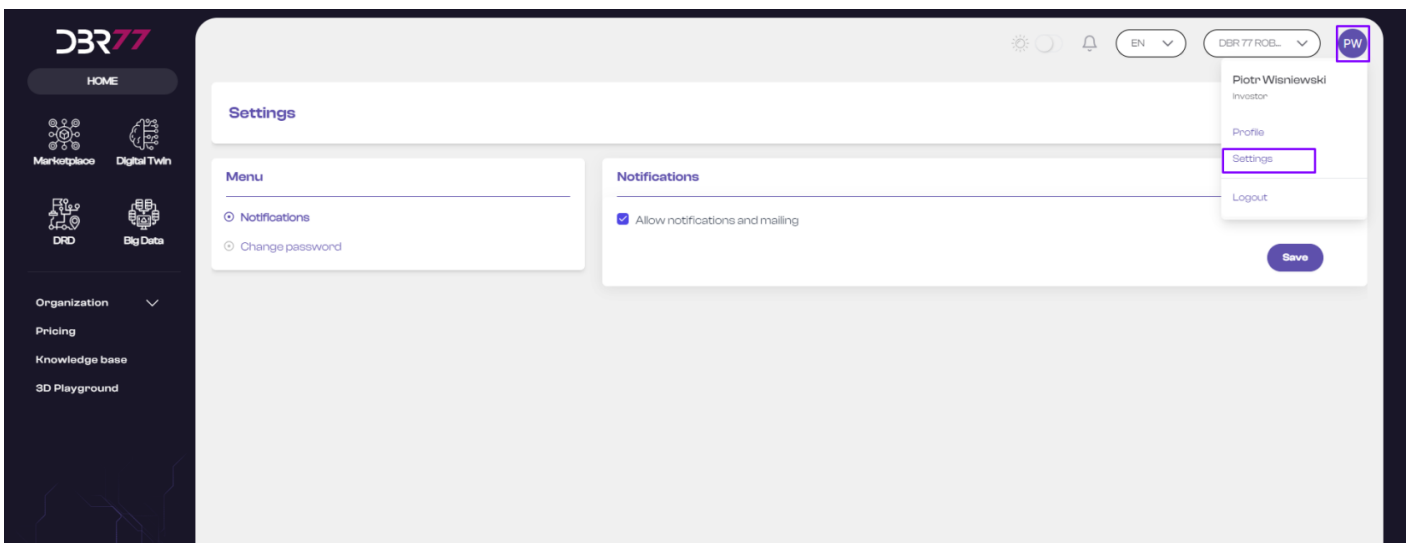 DBR77
HOME
Marketplace
Digital Twin
DRD
Big Data
Organization
Pricing
Knowledge base
3D Playground
EN
DBR 77 ROB...
PW
Piotr Wisniewski
Investor
Profile
Settings
Logout
Settings
Menu
Notifications
Change password
Notifications
Allow notifications and mailing
Save